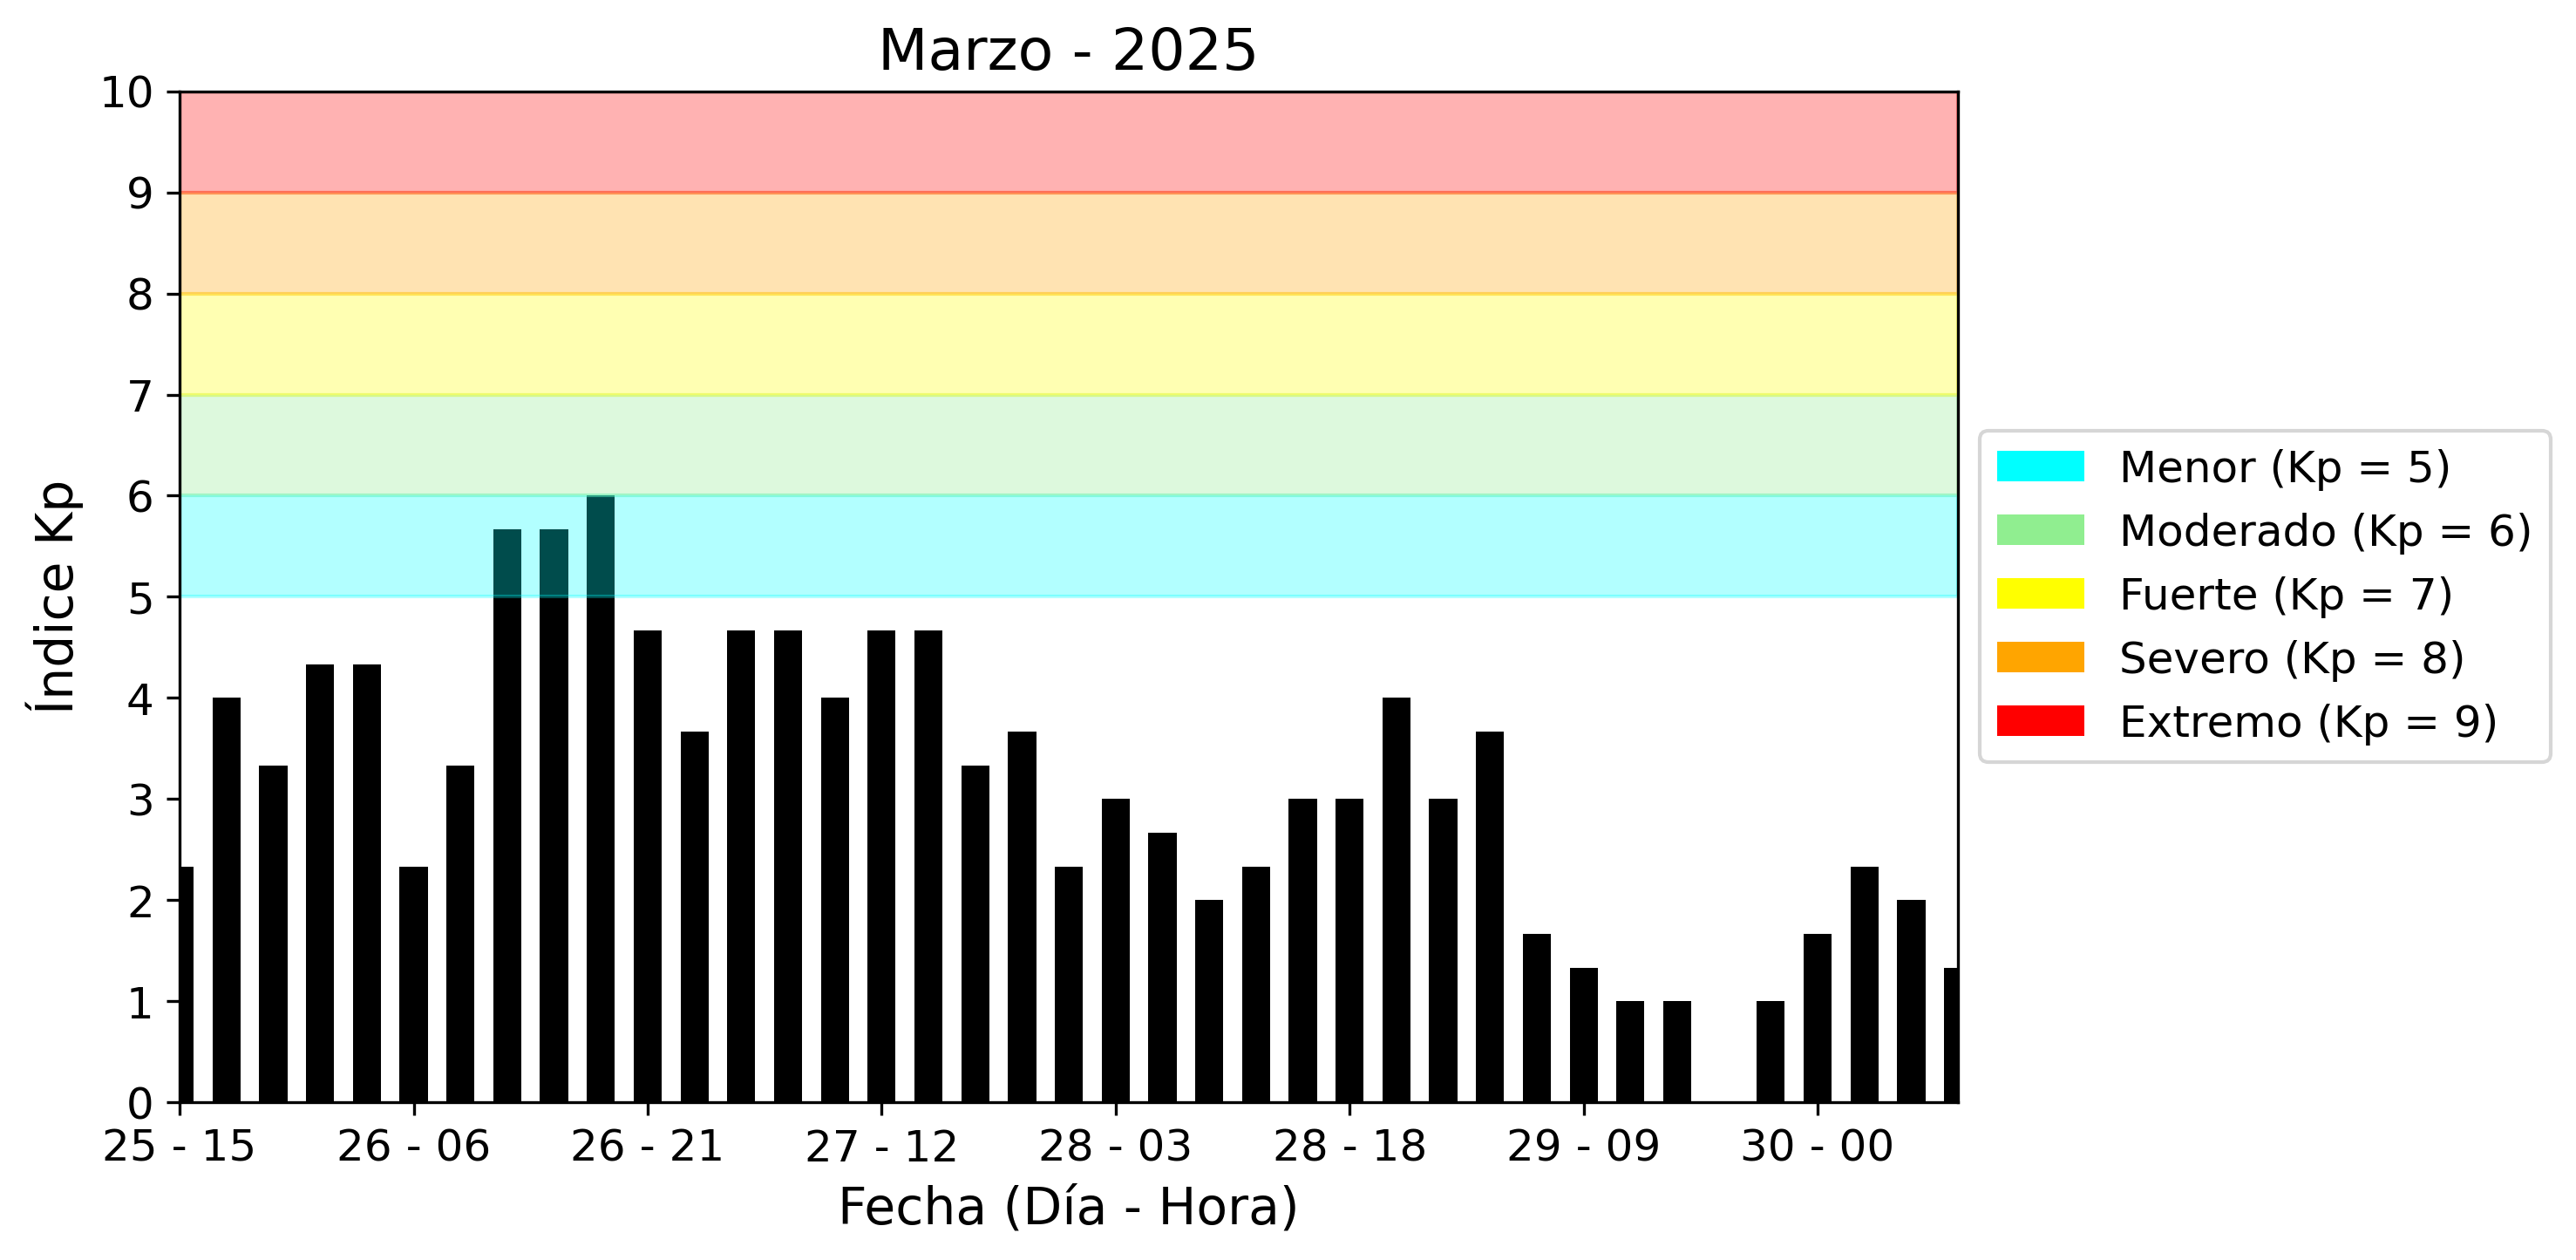 Marzo - 2025
Índice Kp
10
9
8
7
6
5
4
3
2
1
0
25 - 15
26 - 06
26 - 21
27 - 12
28 - 03
28 - 18
29 - 09
30 - 00
Fecha (Día - Hora)
Menor (Kp = 5)
Moderado (Kp = 6)
Fuerte (Kp = 7)
Severo (Kp = 8)
Extremo (Kp = 9)